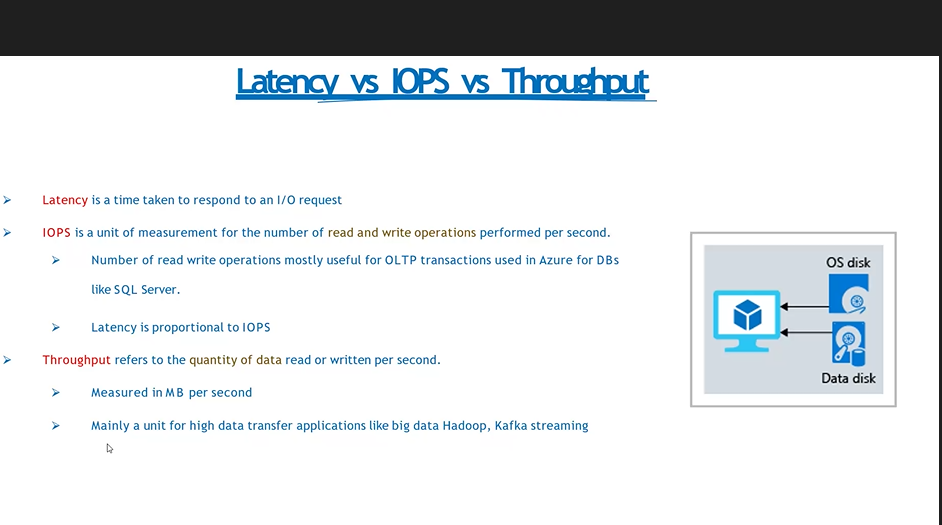 Latency vs IOPS vs Throughput
Latency is a time taken to respond to an I/O request
IOPS is a unit of measurement for the number of read and write operations performed per second.
Number of read write operations mostly useful for OLTP transactions used in Azure for DBs
like SQL Server.
Latency is proportional to IOPS
Throughput refers to the quantity of data read or written per second.
Measured in MB per second
Mainly a unit for high data transfer applications like big data Hadoop, Kafka streaming
OS disk
Data disk